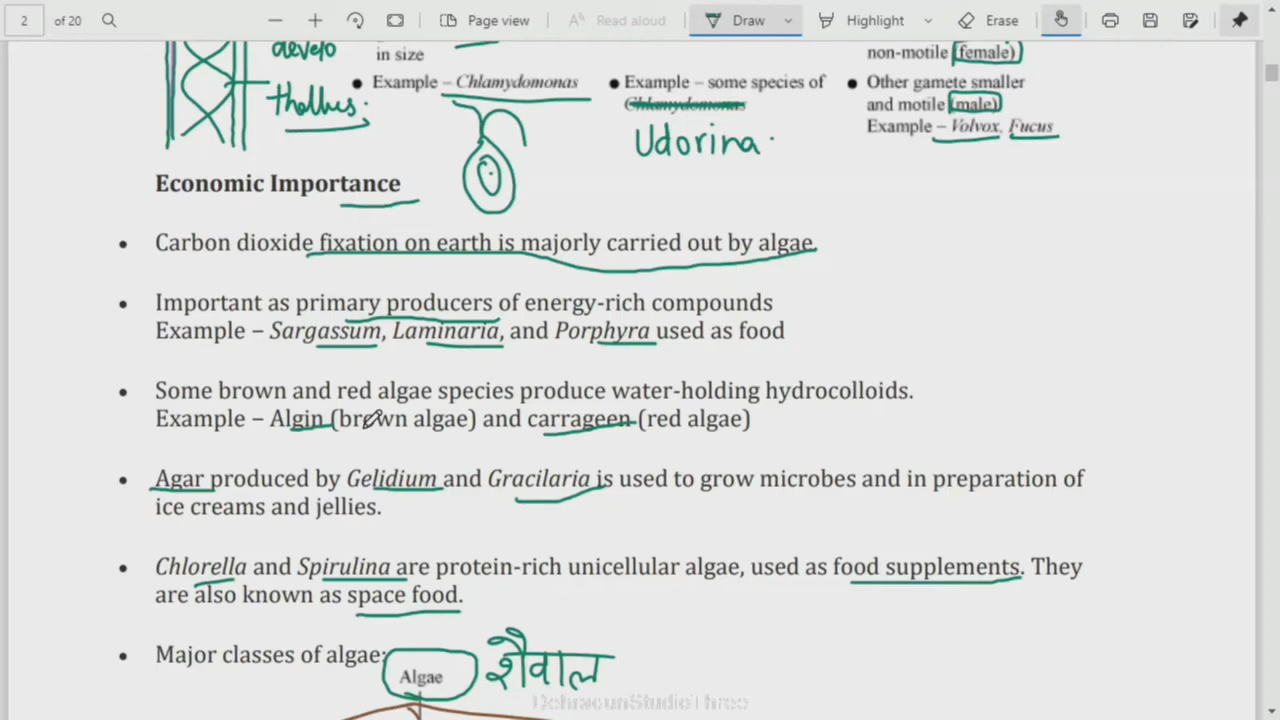 2 of 20 Page view Read aloud Draw Highlight Erase
develo
thallus.
in size
Example – Chlamydomonas
Example – some species of
Chlamydomonas
Udorina.
non-motile (female)
Other gamete smaller
and motile (male)
Example – Volvox, Fucus
Economic Importance
Carbon dioxide fixation on earth is majorly carried out by algae.
Important as primary producers of energy-rich compounds
Example – Sargassum, Laminaria, and Porphyra used as food
Some brown and red algae species produce water-holding hydrocolloids.
Example – Algin (brown algae) and carrageen (red algae)
Agar produced by Gelidium and Gracilaria is used to grow microbes and in preparation of
ice creams and jellies.
Chlorella and Spirulina are protein-rich unicellular algae, used as food supplements. They
are also known as space food.
Major classes of algae:
Algae
शैवाल
DehradunStudioThree